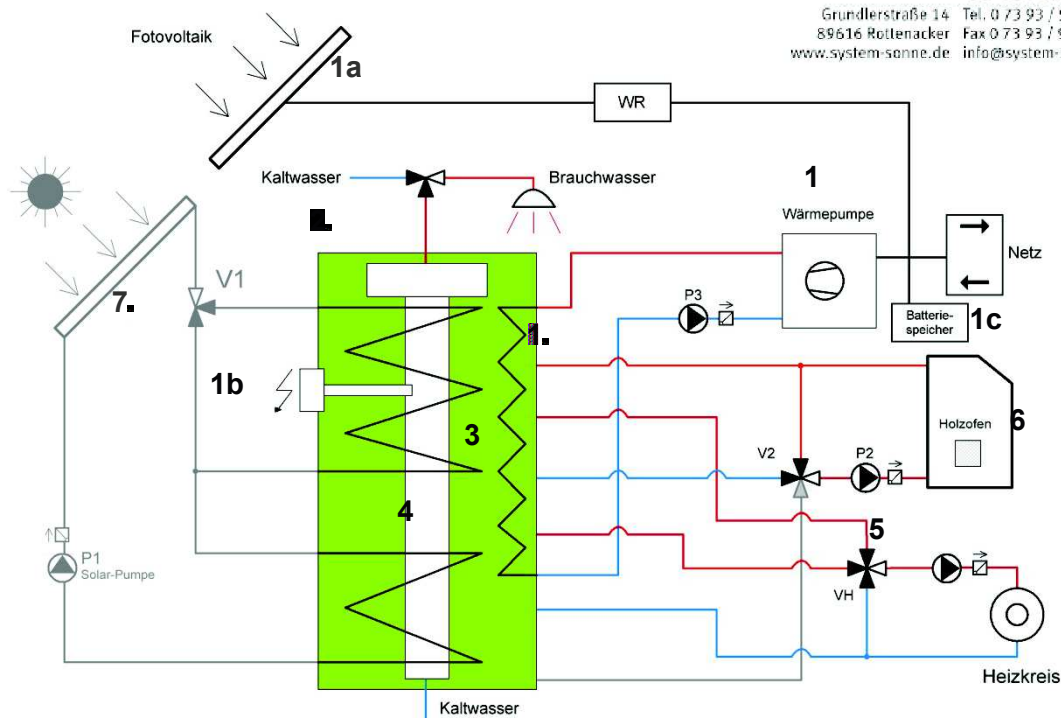 Grundlerstraße 14 Tel. 0 73 93 /
89616 Rottenacker Fax 0 73 93 /
www.system-sonne.de info@system-
Fotovoltaik
1a
WR
Kaltwasser
Brauchwasser
1
Wärmepumpe
Netz
V1
7.
P3
1.
Batterie-
speicher
1c
1b
3
6
Holzofen
V2
P2
4
5
P1
Solar-Pumpe
VH
Heizkreis
Kaltwasser